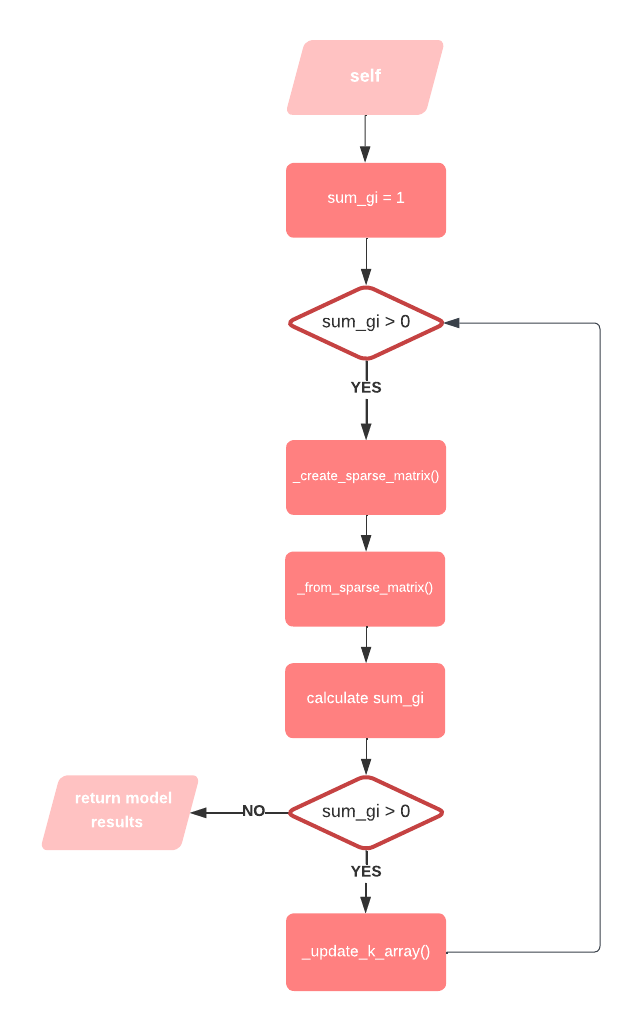 self
sum_gi = 1
sum_gi > 0
YES
_create_sparse_matrix()
_from_sparse_matrix()
calculate sum_gi
sum_gi > 0
NO
return model
results
YES
_update_k_array()